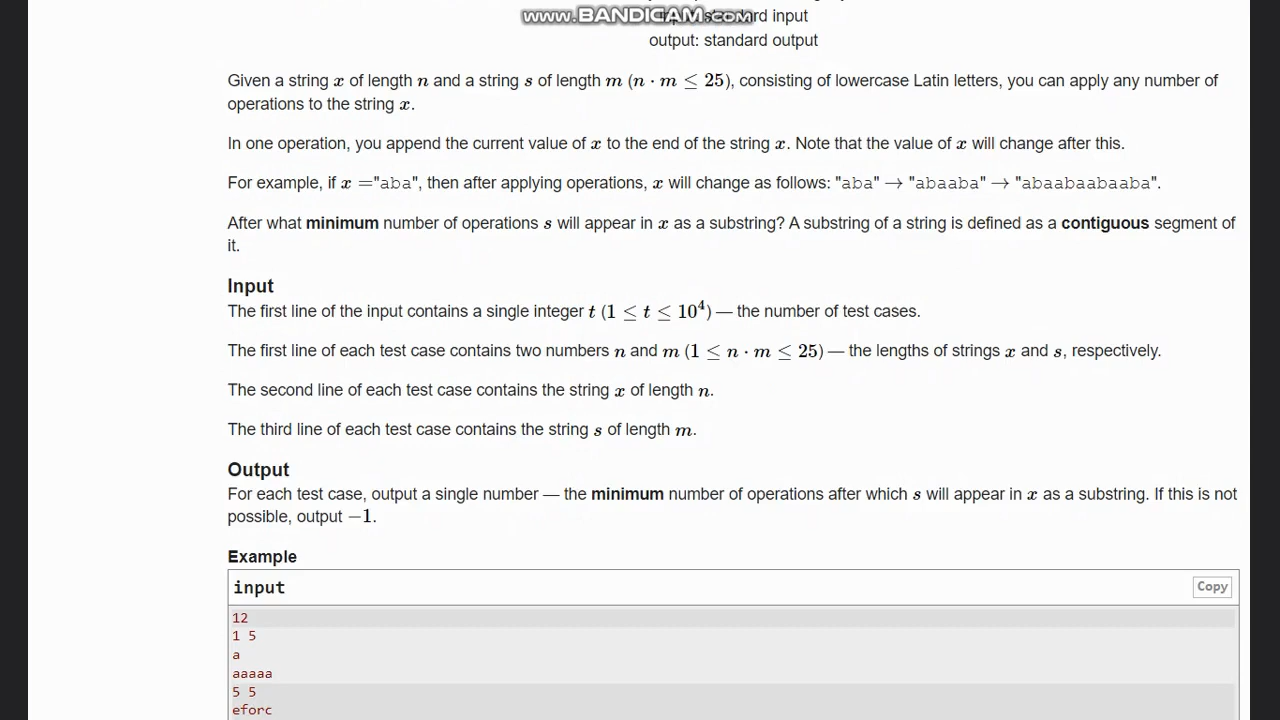 www.BANDICAM.com
input: standard input
output: standard output
Given a string x of length n and a string s of length m (n · m ≤ 25), consisting of lowercase Latin letters, you can apply any number of
operations to the string x.
In one operation, you append the current value of x to the end of the string x. Note that the value of x will change after this.
For example, if x ="aba", then after applying operations, x will change as follows: "aba" → "abaaba" → "abaabaabaaba".
After what minimum number of operations s will appear in x as a substring? A substring of a string is defined as a contiguous segment of
it.
Input
The first line of the input contains a single integer t (1 ≤ t ≤ 10⁴) — the number of test cases.
The first line of each test case contains two numbers n and m (1 ≤ n · m ≤ 25) — the lengths of strings x and s, respectively.
The second line of each test case contains the string x of length n.
The third line of each test case contains the string s of length m.
Output
For each test case, output a single number — the minimum number of operations after which s will appear in x as a substring. If this is not
possible, output −1.
Example
input
Copy
12
1 5
a
aaaaa
5 5
eforc